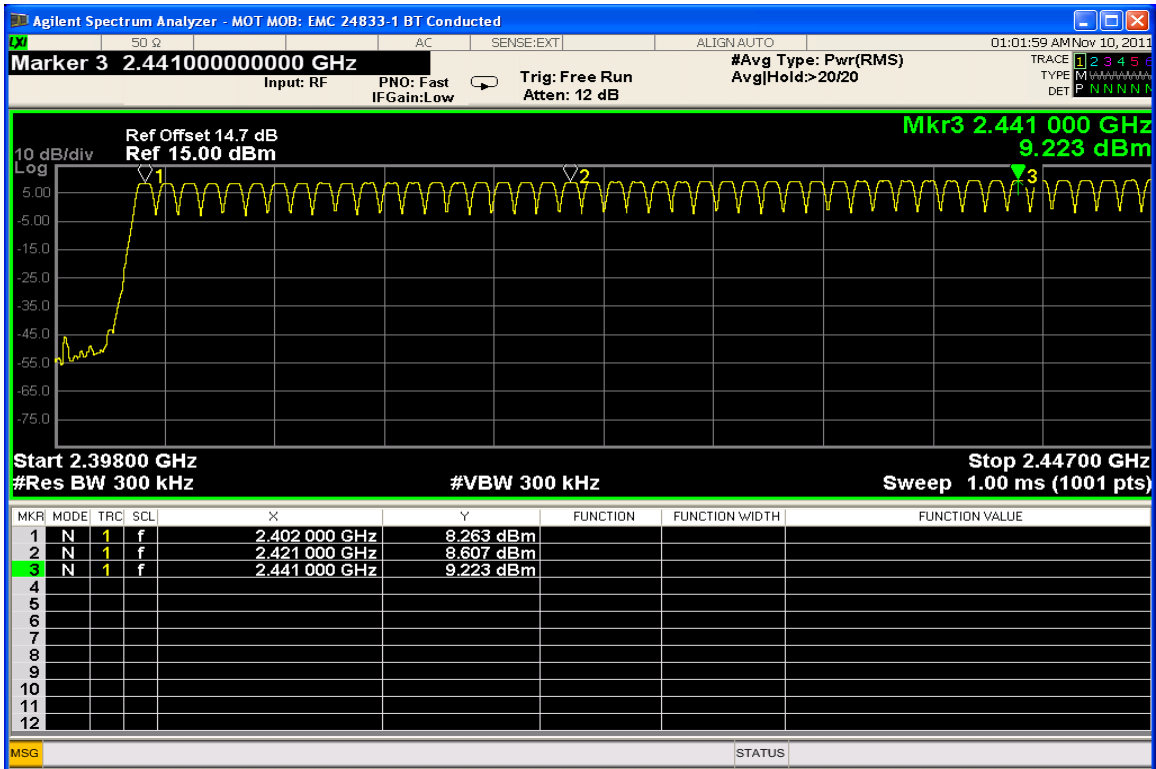 Agilent Spectrum Analyzer - MOT MOB: EMC 24833-1 BT Conducted
LXI 50 Ω AC SENSE:EXT ALIGN AUTO 01:01:59 AM Nov 10, 2011
Marker 3 2.441000000000 GHz
Input: RF PNO: Fast IFGain:Low
Trig: Free Run
Atten: 12 dB
#Avg Type: Pwr(RMS)
Avg|Hold:>20/20
TRACE 1 2 3 4 5 6
TYPE M
DET P N N N N N
Mkr3 2.441 000 GHz
9.223 dBm
Ref Offset 14.7 dB
10 dB/div Ref 15.00 dBm
Log
1 2 3
5.00
-5.00
-15.0
-25.0
-35.0
-45.0
-55.0
-65.0
-75.0
Start 2.39800 GHz Stop 2.44700 GHz
#Res BW 300 kHz #VBW 300 kHz Sweep 1.00 ms (1001 pts)
MKR MODE TRC SCL X Y FUNCTION FUNCTION WIDTH FUNCTION VALUE
1 N 1 f 2.402 000 GHz 8.263 dBm
2 N 1 f 2.421 000 GHz 8.607 dBm
3 N 1 f 2.441 000 GHz 9.223 dBm
4
5
6
7
8
9
10
11
12
MSG STATUS